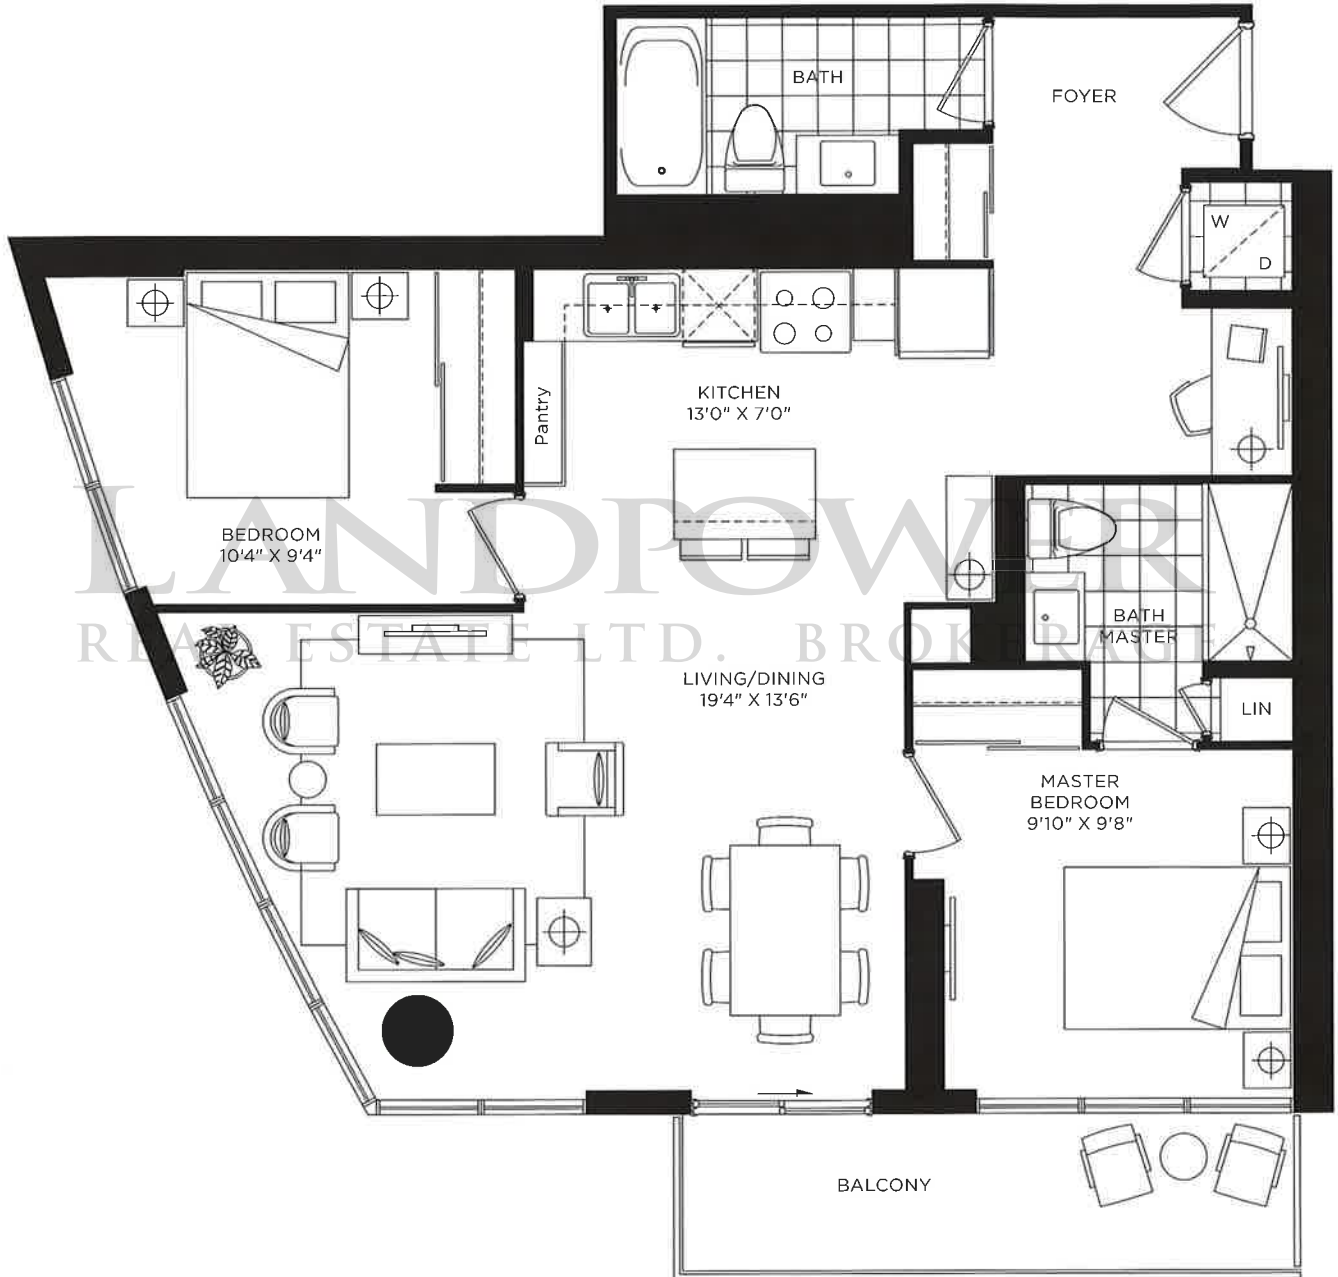 BATH
FOYER
W
D
KITCHEN
13'0" X 7'0"
Pantry
BEDROOM
10'4" X 9'4"
LANDPOWER
REAL ESTATE LTD. BROKERAGE
BATH
MASTER
LIVING/DINING
19'4" X 13'6"
LIN
MASTER
BEDROOM
9'10" X 9'8"
BALCONY